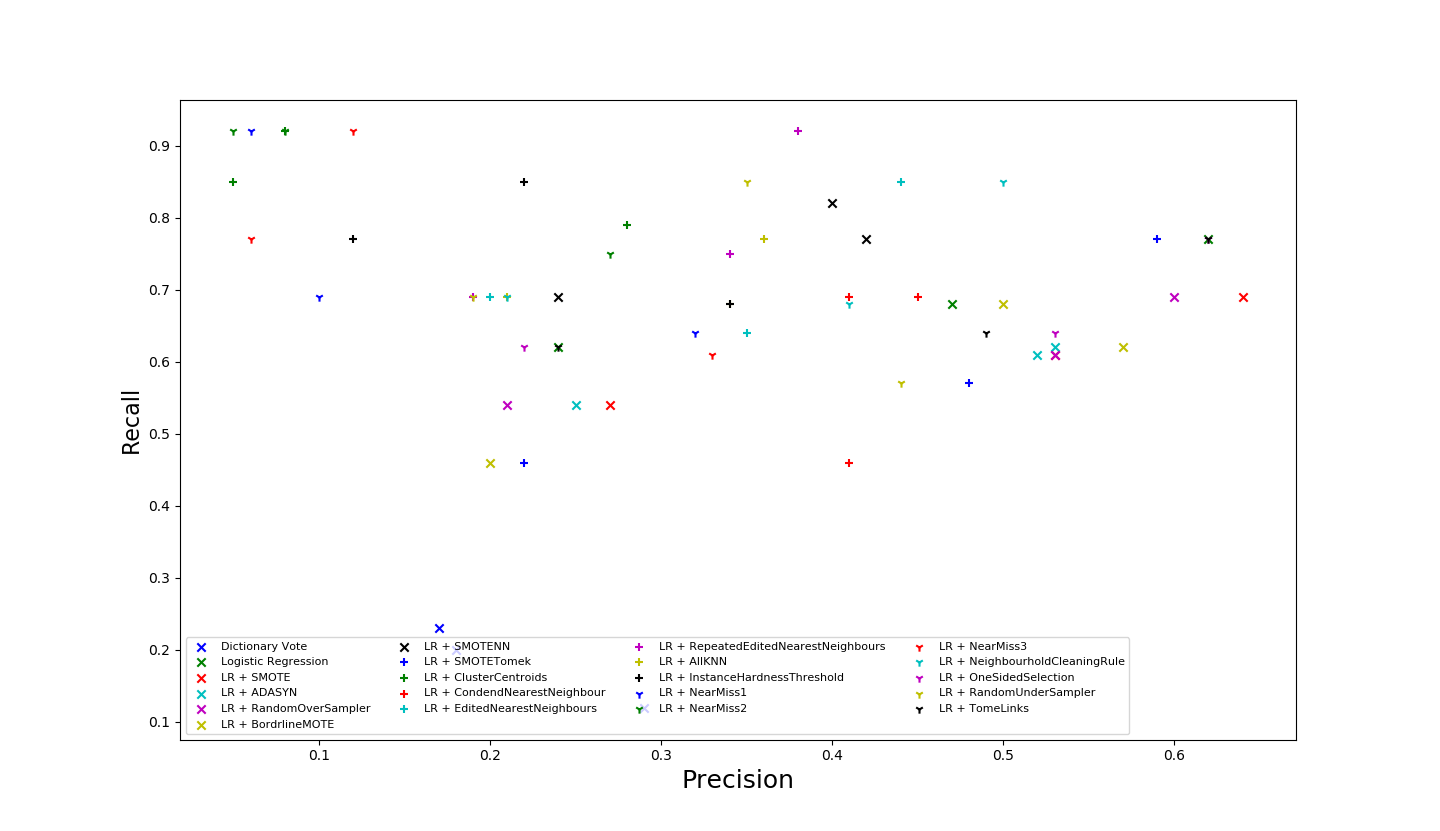 Recall
0.9
0.8
0.7
0.6
0.5
0.4
0.3
0.2
0.1
Dictionary Vote
Logistic Regression
LR + SMOTE
LR + ADASYN
LR + RandomOverSampler
LR + BordrlineMOTE
LR + SMOTENN
LR + SMOTETomek
LR + ClusterCentroids
LR + CondendNearestNeighbour
LR + EditedNearestNeighbours
LR + RepeatedEditedNearestNeighbours
LR + AllKNN
LR + InstanceHardnessThreshold
LR + NearMiss1
LR + NearMiss2
LR + NearMiss3
LR + NeighbourholdCleaningRule
LR + OneSidedSelection
LR + RandomUnderSampler
LR + TomeLinks
0.1 0.2 0.3 0.4 0.5 0.6
Precision